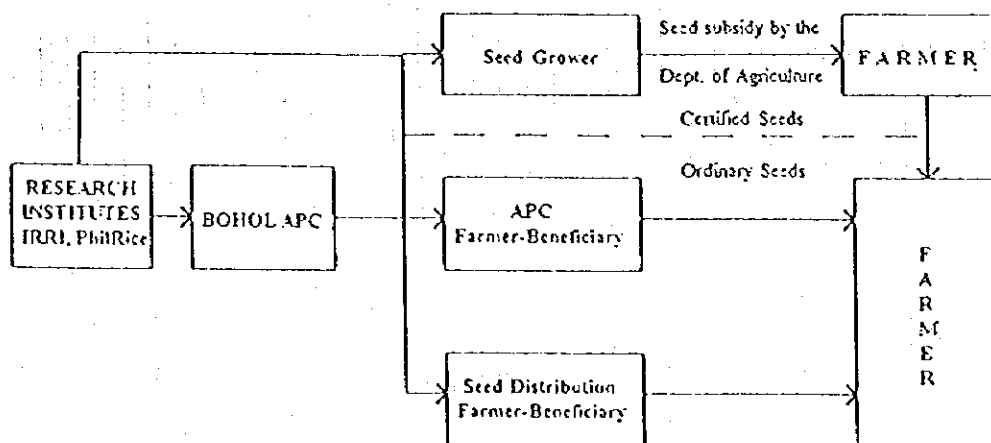 Seed Grower
Seed subsidy by the
Dept. of Agriculture
FARMER
Certified Seeds
Ordinary Seeds
RESEARCH
INSTITUTES
IRRI, PhilRice
BOHOL APC
APC
Farmer-Beneficiary
Seed Distribution
Farmer-Beneficiary
F
A
R
M
E
R